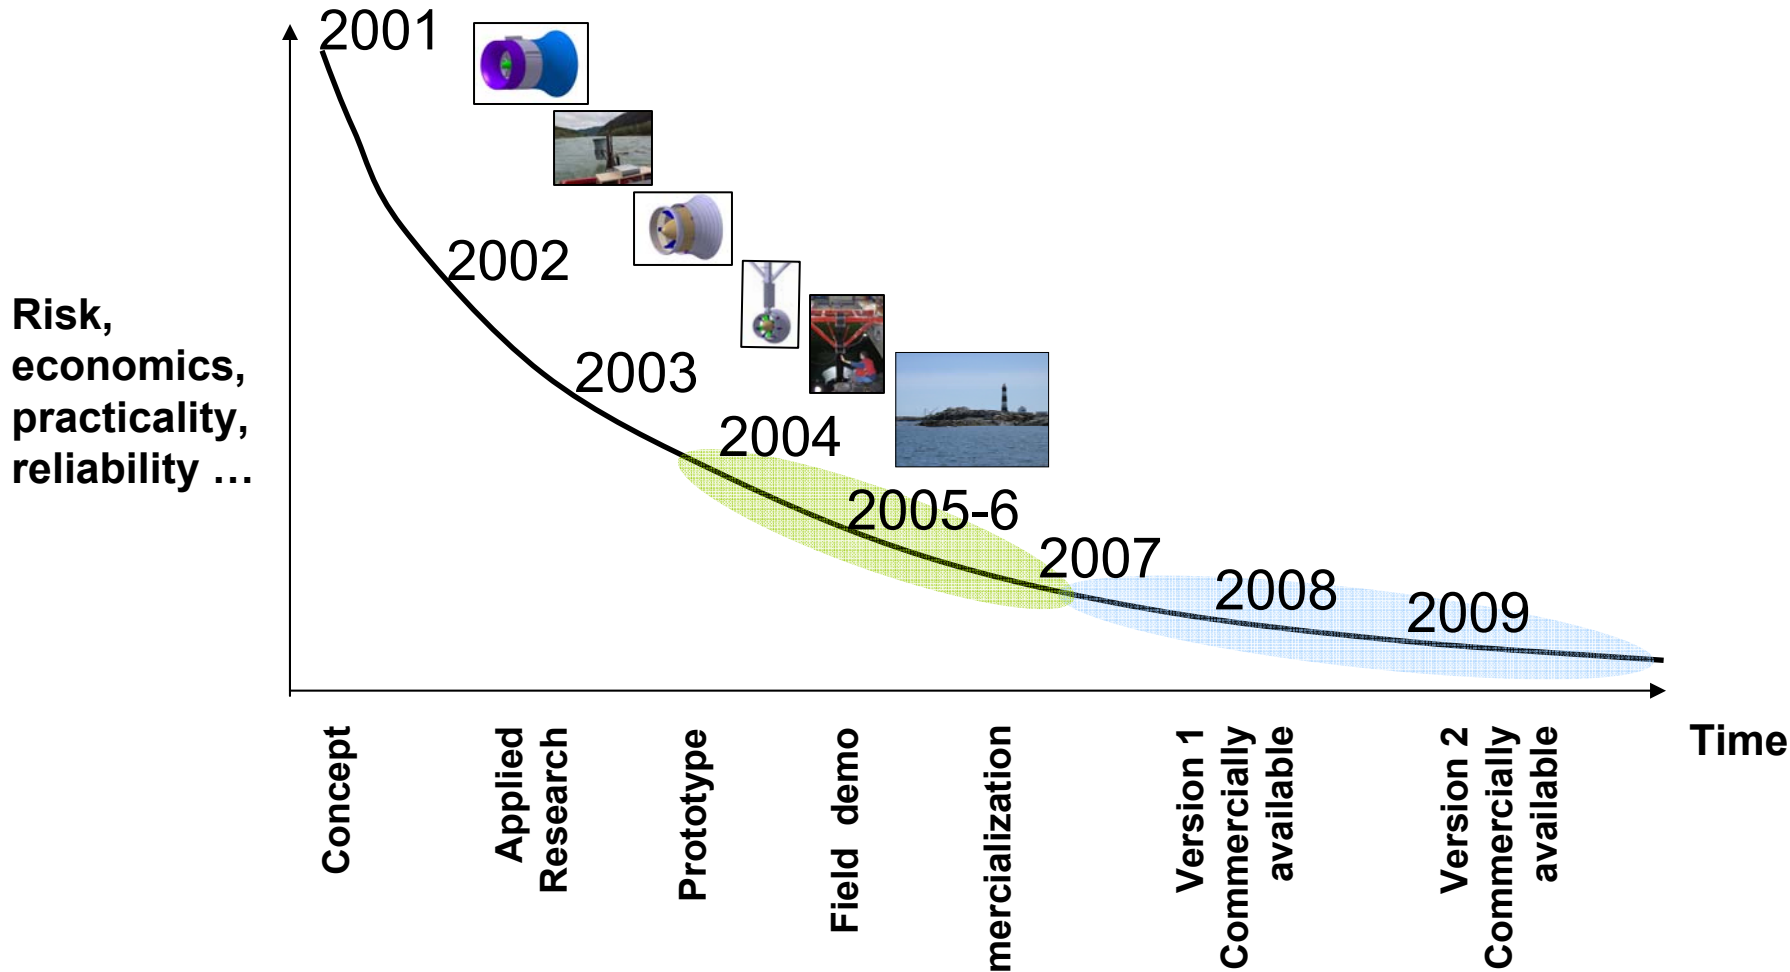 2001
2002
2003
2004
2005-6
2007
2008
2009
Risk,
economics,
practicality,
reliability …
Time
Concept
Applied
Research
Prototype
Field demo
mercialization
Version 1
Commercially
available
Version 2
Commercially
available